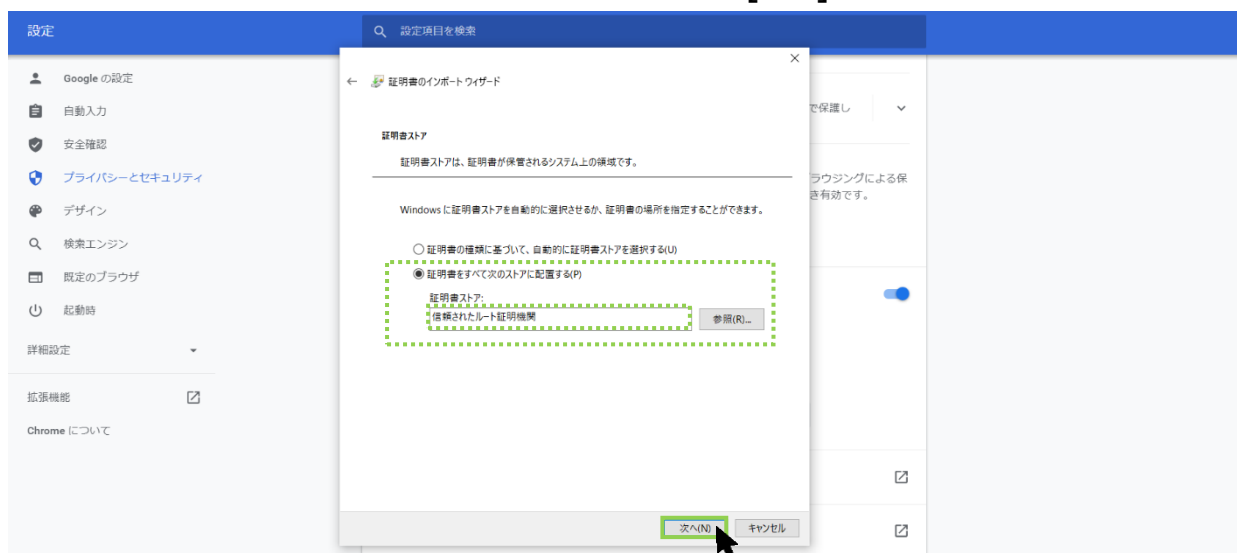 設定
設定項目を検索
Google の設定
自動入力
安全確認
プライバシーとセキュリティ
デザイン
検索エンジン
既定のブラウザ
起動時
詳細設定
拡張機能
Chrome について
証明書のインポート ウィザード
証明書ストア
証明書ストアは、証明書が保管されるシステム上の領域です。
Windows に証明書ストアを自動的に選択させるか、証明書の場所を指定することができます。
証明書の種類に基づいて、自動的に証明書ストアを選択する(U)
証明書をすべて次のストアに配置する(P)
証明書ストア:
信頼されたルート証明機関
参照(R)...
次へ(N)
キャンセル
で保護し
ラウジングによる保
き有効です。